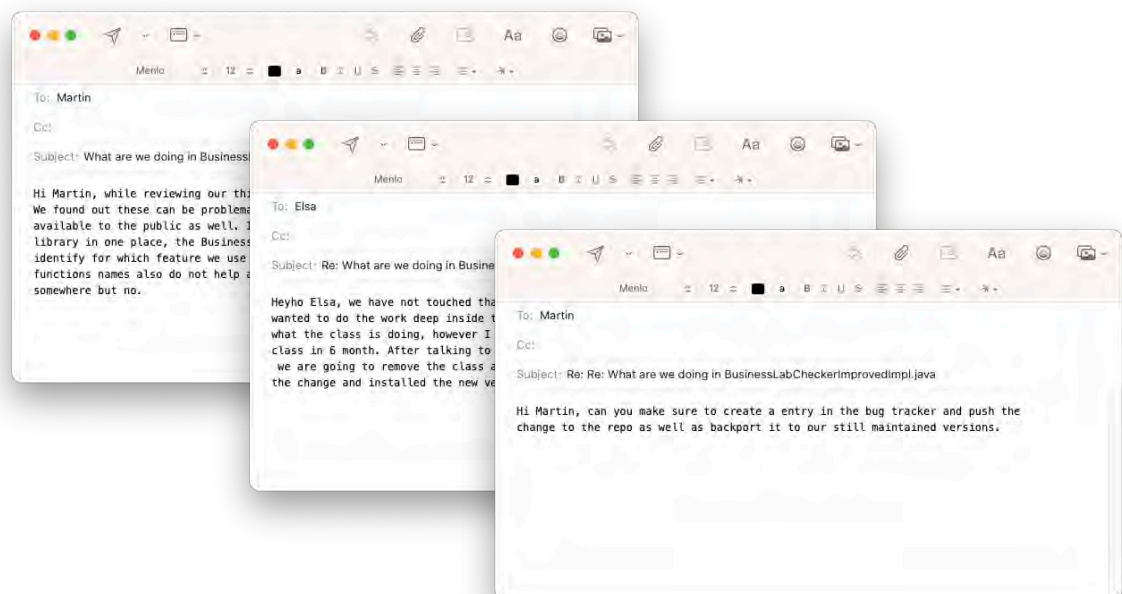 Aa
Menlo 12 a B I U S
To: Martin
Cc:
Subject: What are we doing in Business
Hi Martin, while reviewing our
We found out these can be
available to the public as well.
library in one place, the Business
identify for which feature we use
functions names also do not help
somewhere but no.
Aa
Menlo 12 a B I U S
To: Elsa
Cc:
Subject: Re: What are we doing in
Heyho Elsa, we have not touched
wanted to do the work deep inside
what the class is doing, however I
class in 6 month. After talking to
we are going to remove the class
the change and installed the new
Aa
Menlo 12 a B I U S
To: Martin
Cc:
Subject: Re: Re: What are we doing in BusinessLabCheckerImprovedImpl.java
Hi Martin, can you make sure to create a entry in the bug tracker and push the
change to the repo as well as backport it to our still maintained versions.